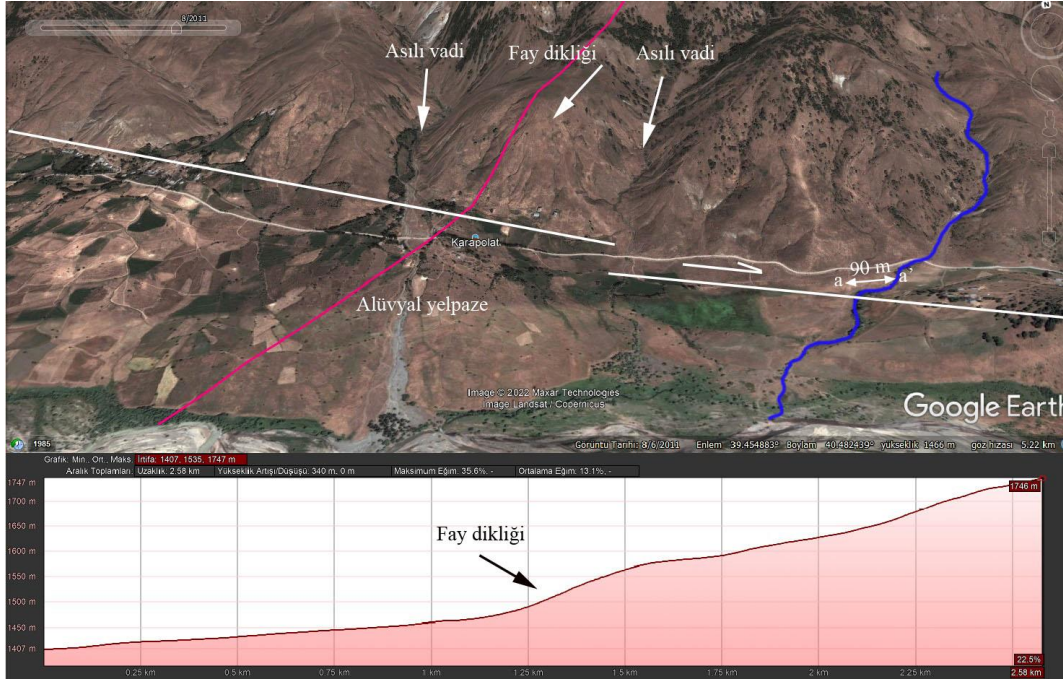 8/2011
N
Asılı vadi
Fay dikliği
Asılı vadi
Karapolat
a
90 m
a'
Alüvyal yelpaze
Image © 2022 Maxar Technologies
Image Landsat / Copernicus
Google Earth
1985
Görüntü Tarihi: 8/6/2011 Enlem 39.454883° Boylam 40.482439° yükseklik 1466 m göz hizası 5.22 km
Grafik: Min., Ort., Maks. İrtifa: 1407, 1535, 1747 m
Aralık Toplamları: Uzaklık: 2.58 km Yükseklik Artışı/Düşüşü: 340 m, 0 m Maksimum Eğim: 35.6%, - Ortalama Eğim: 13.1%, -
1747 m
1746 m
1700 m
1650 m
1600 m
Fay dikliği
1550 m
1500 m
1450 m
1407 m
22.5%
0.25 km 0.5 km 0.75 km 1 km 1.25 km 1.5 km 1.75 km 2 km 2.25 km 2.58 km